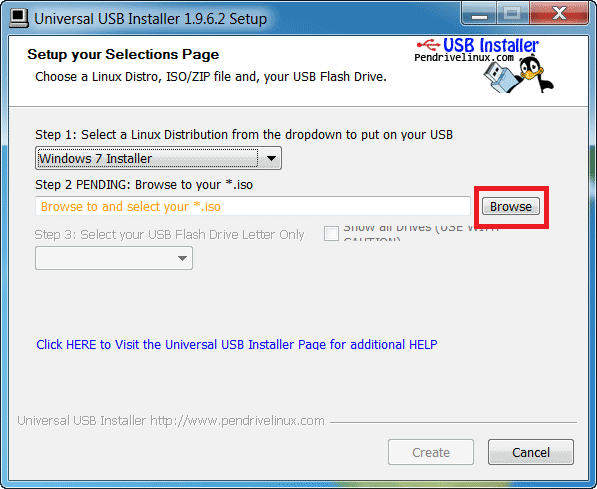 Universal USB Installer 1.9.6.2 Setup
Setup your Selections Page
Choose a Linux Distro, ISO/ZIP file and, your USB Flash Drive.
USB Installer
Pendrivelinux.com
Step 1: Select a Linux Distribution from the dropdown to put on your USB
Windows 7 Installer
Step 2 PENDING: Browse to your *.iso
Browse to and select your *.iso
Browse
Step 3: Select your USB Flash Drive Letter Only
Show all Drives (USE WITH
CAUTION)
Click HERE to Visit the Universal USB Installer Page for additional HELP
Universal USB Installer http://www.pendrivelinux.com
Create
Cancel